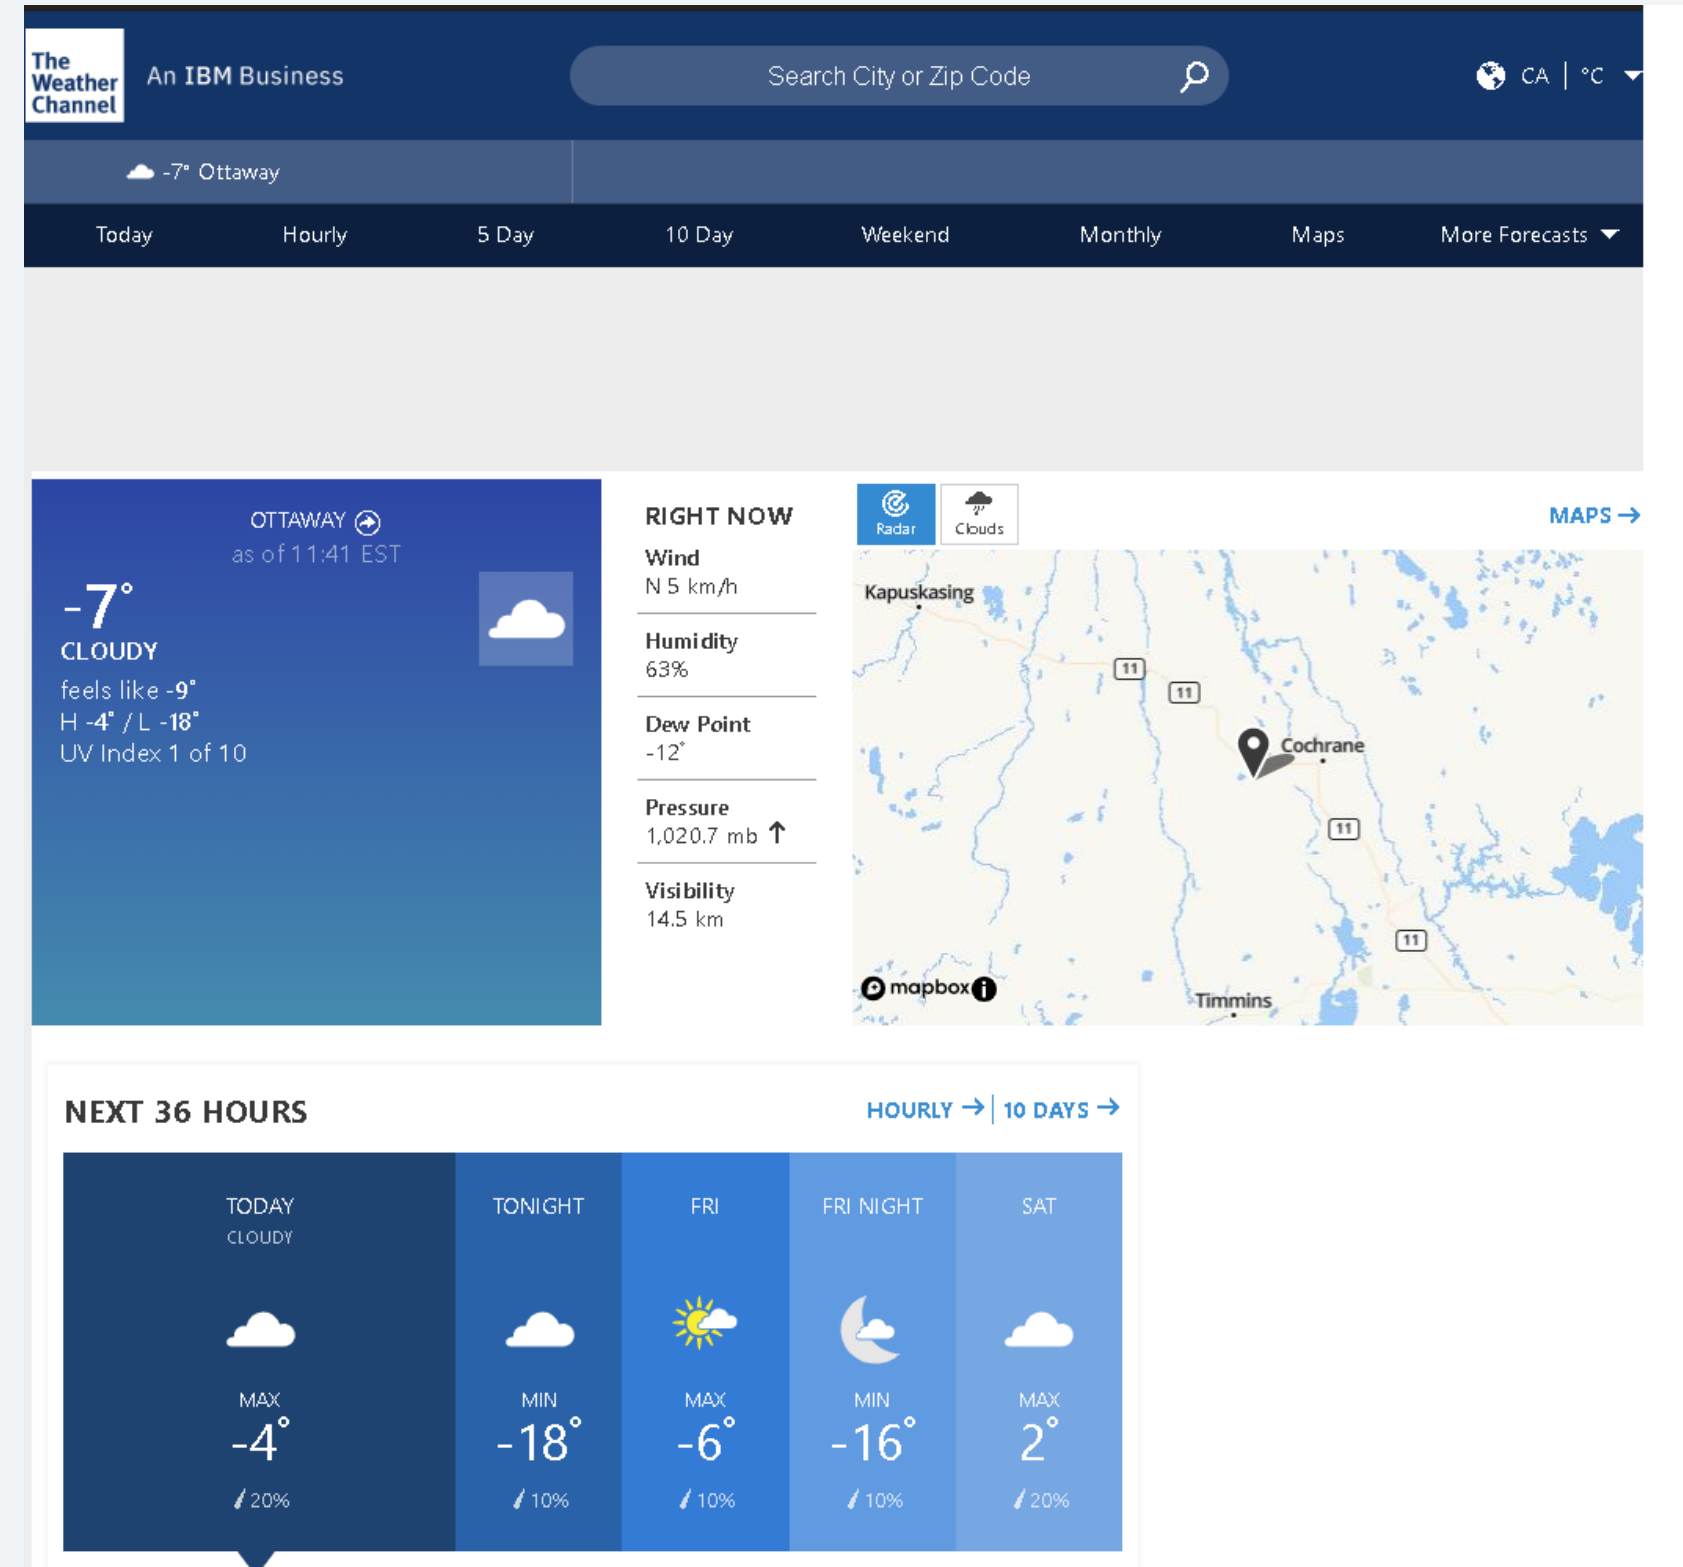 The
Weather
Channel
An IBM Business
Search City or Zip Code
CA | °C
-7° Ottaway
Today
Hourly
5 Day
10 Day
Weekend
Monthly
Maps
More Forecasts
OTTAWAY
as of 11:41 EST
-7°
CLOUDY
feels like -9°
H -4° / L -18°
UV Index 1 of 10
RIGHT NOW
Wind
N 5 km/h
Humidity
63%
Dew Point
-12°
Pressure
1,020.7 mb ↑
Visibility
14.5 km
Radar
Clouds
MAPS →
Kapuskasing
11
11
Cochrane
11
11
Timmins
mapbox
NEXT 36 HOURS
HOURLY → | 10 DAYS →
TODAY
CLOUDY
MAX
-4°
20%
TONIGHT
MIN
-18°
10%
FRI
MAX
-6°
10%
FRI NIGHT
MIN
-16°
10%
SAT
MAX
2°
20%